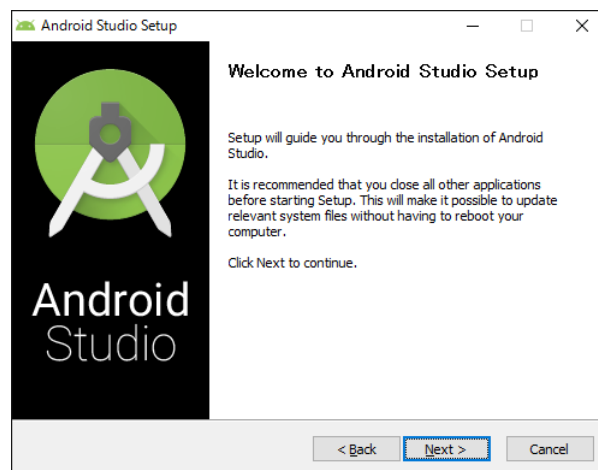 Android Studio Setup
Welcome to Android Studio Setup
Setup will guide you through the installation of Android
Studio.
It is recommended that you close all other applications
before starting Setup. This will make it possible to update
relevant system files without having to reboot your
computer.
Click Next to continue.
Android
Studio
< Back
Next >
Cancel